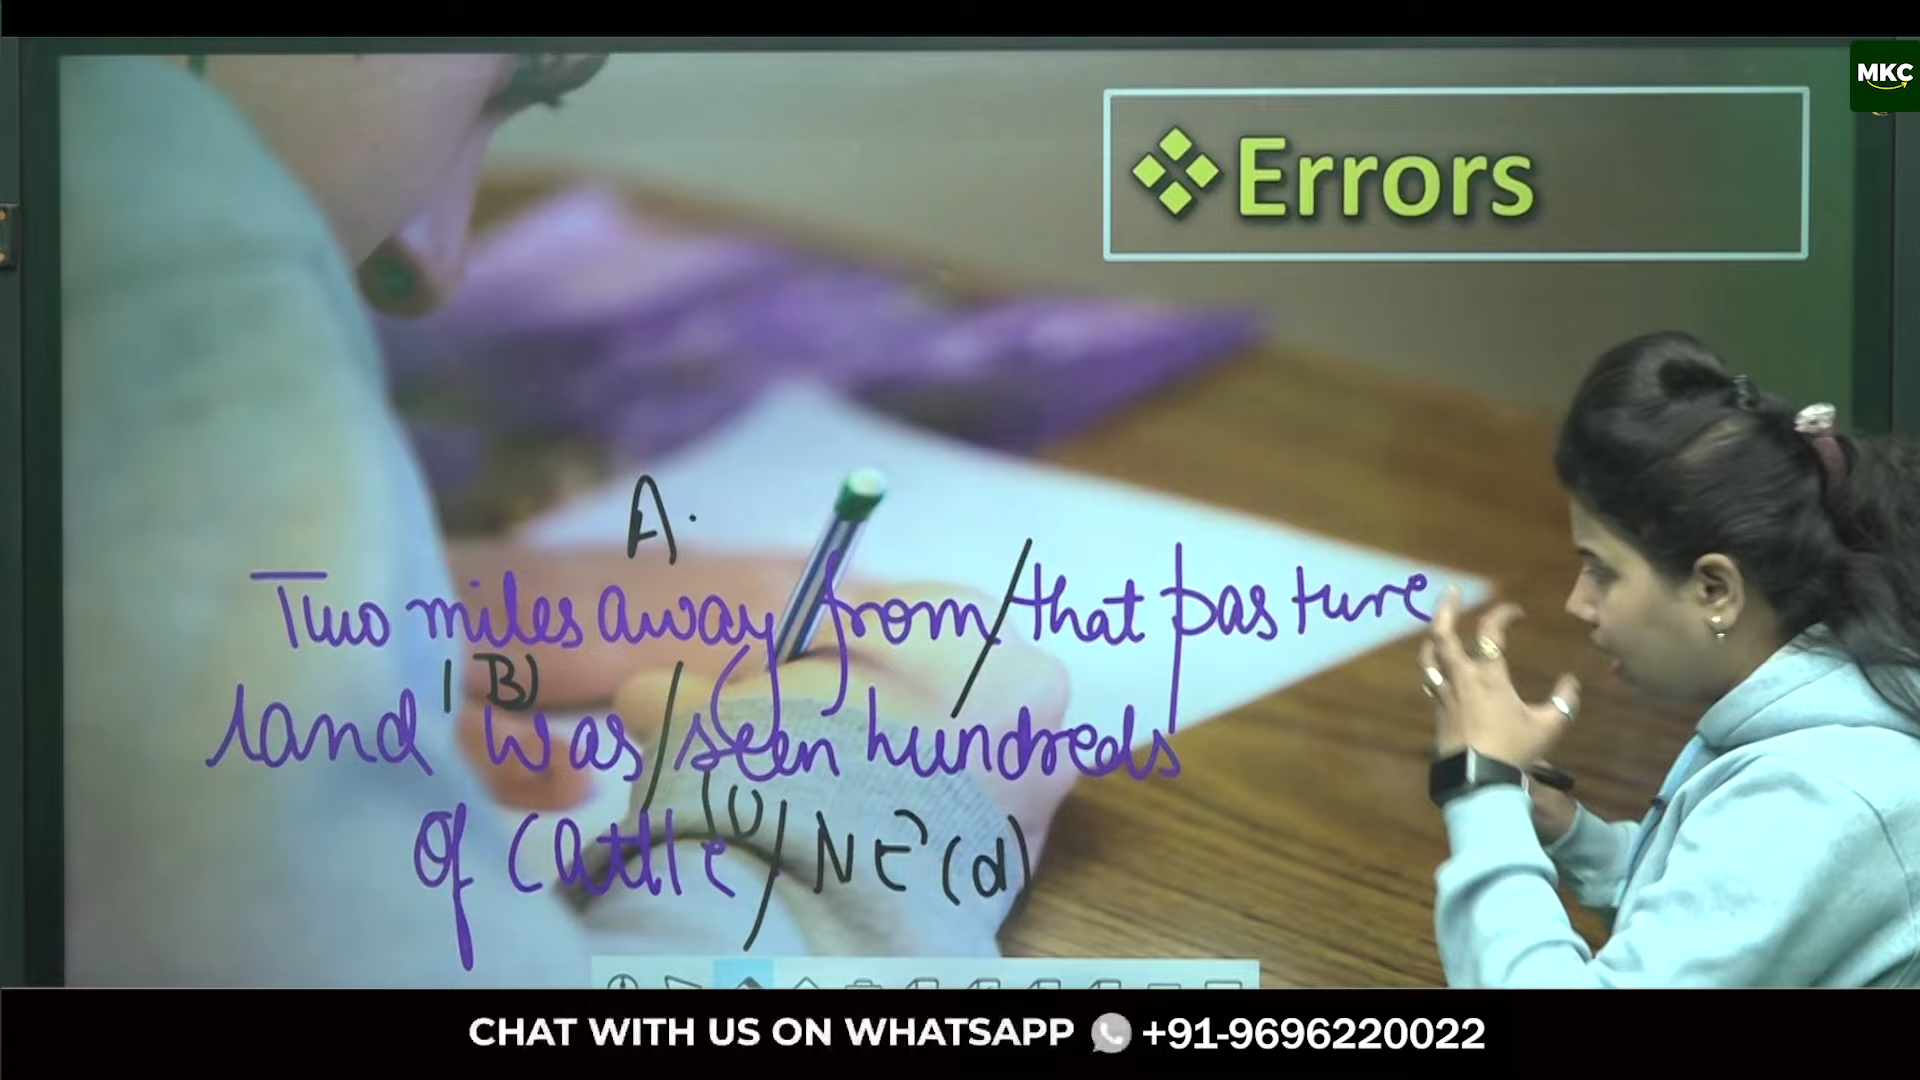 MKC
❖ Errors
A.
Two miles away from / that pasture
(B)
land was / seen hundreds
of cattle (c) / NE (d)
CHAT WITH US ON WHATSAPP +91-9696220022